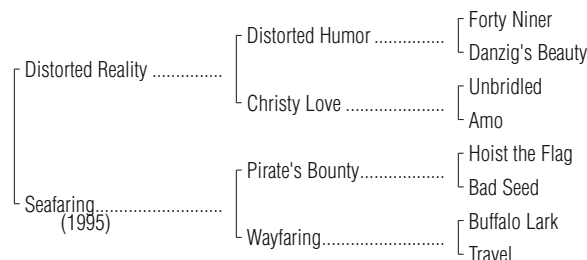 Forty Niner
Distorted Humor ...............
Danzig's Beauty
Distorted Reality ...............
Unbridled
Christy Love .....................
Amo
Hoist the Flag
Pirate's Bounty..................
Bad Seed
Seafaring...........................
(1995)
Buffalo Lark
Wayfaring..........................
Travel